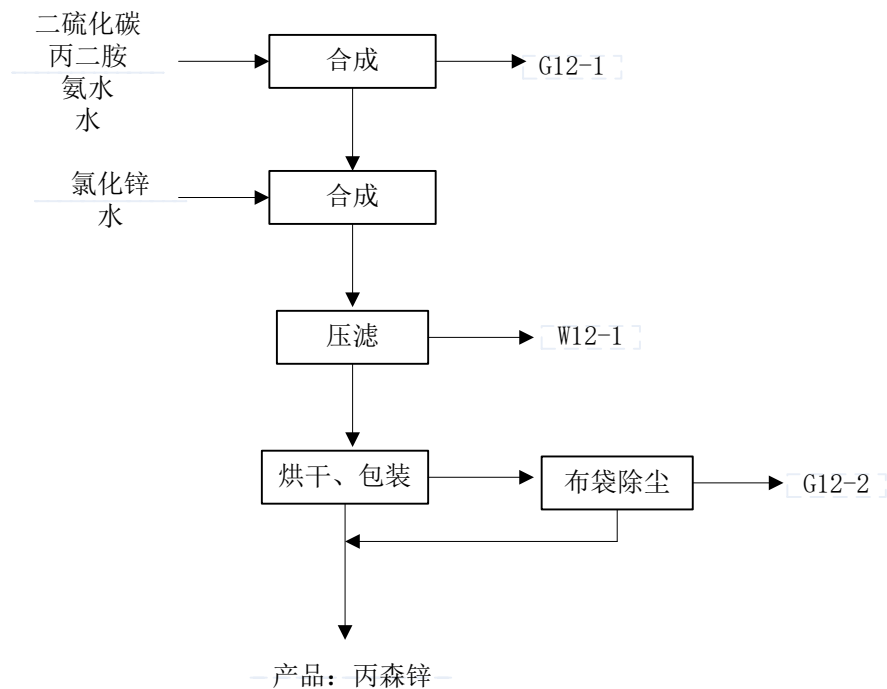 二硫化碳
丙二胺
氨水
水
合成
G12-1
氯化锌
水
合成
压滤
W12-1
烘干、包装
布袋除尘
G12-2
产品：丙森锌